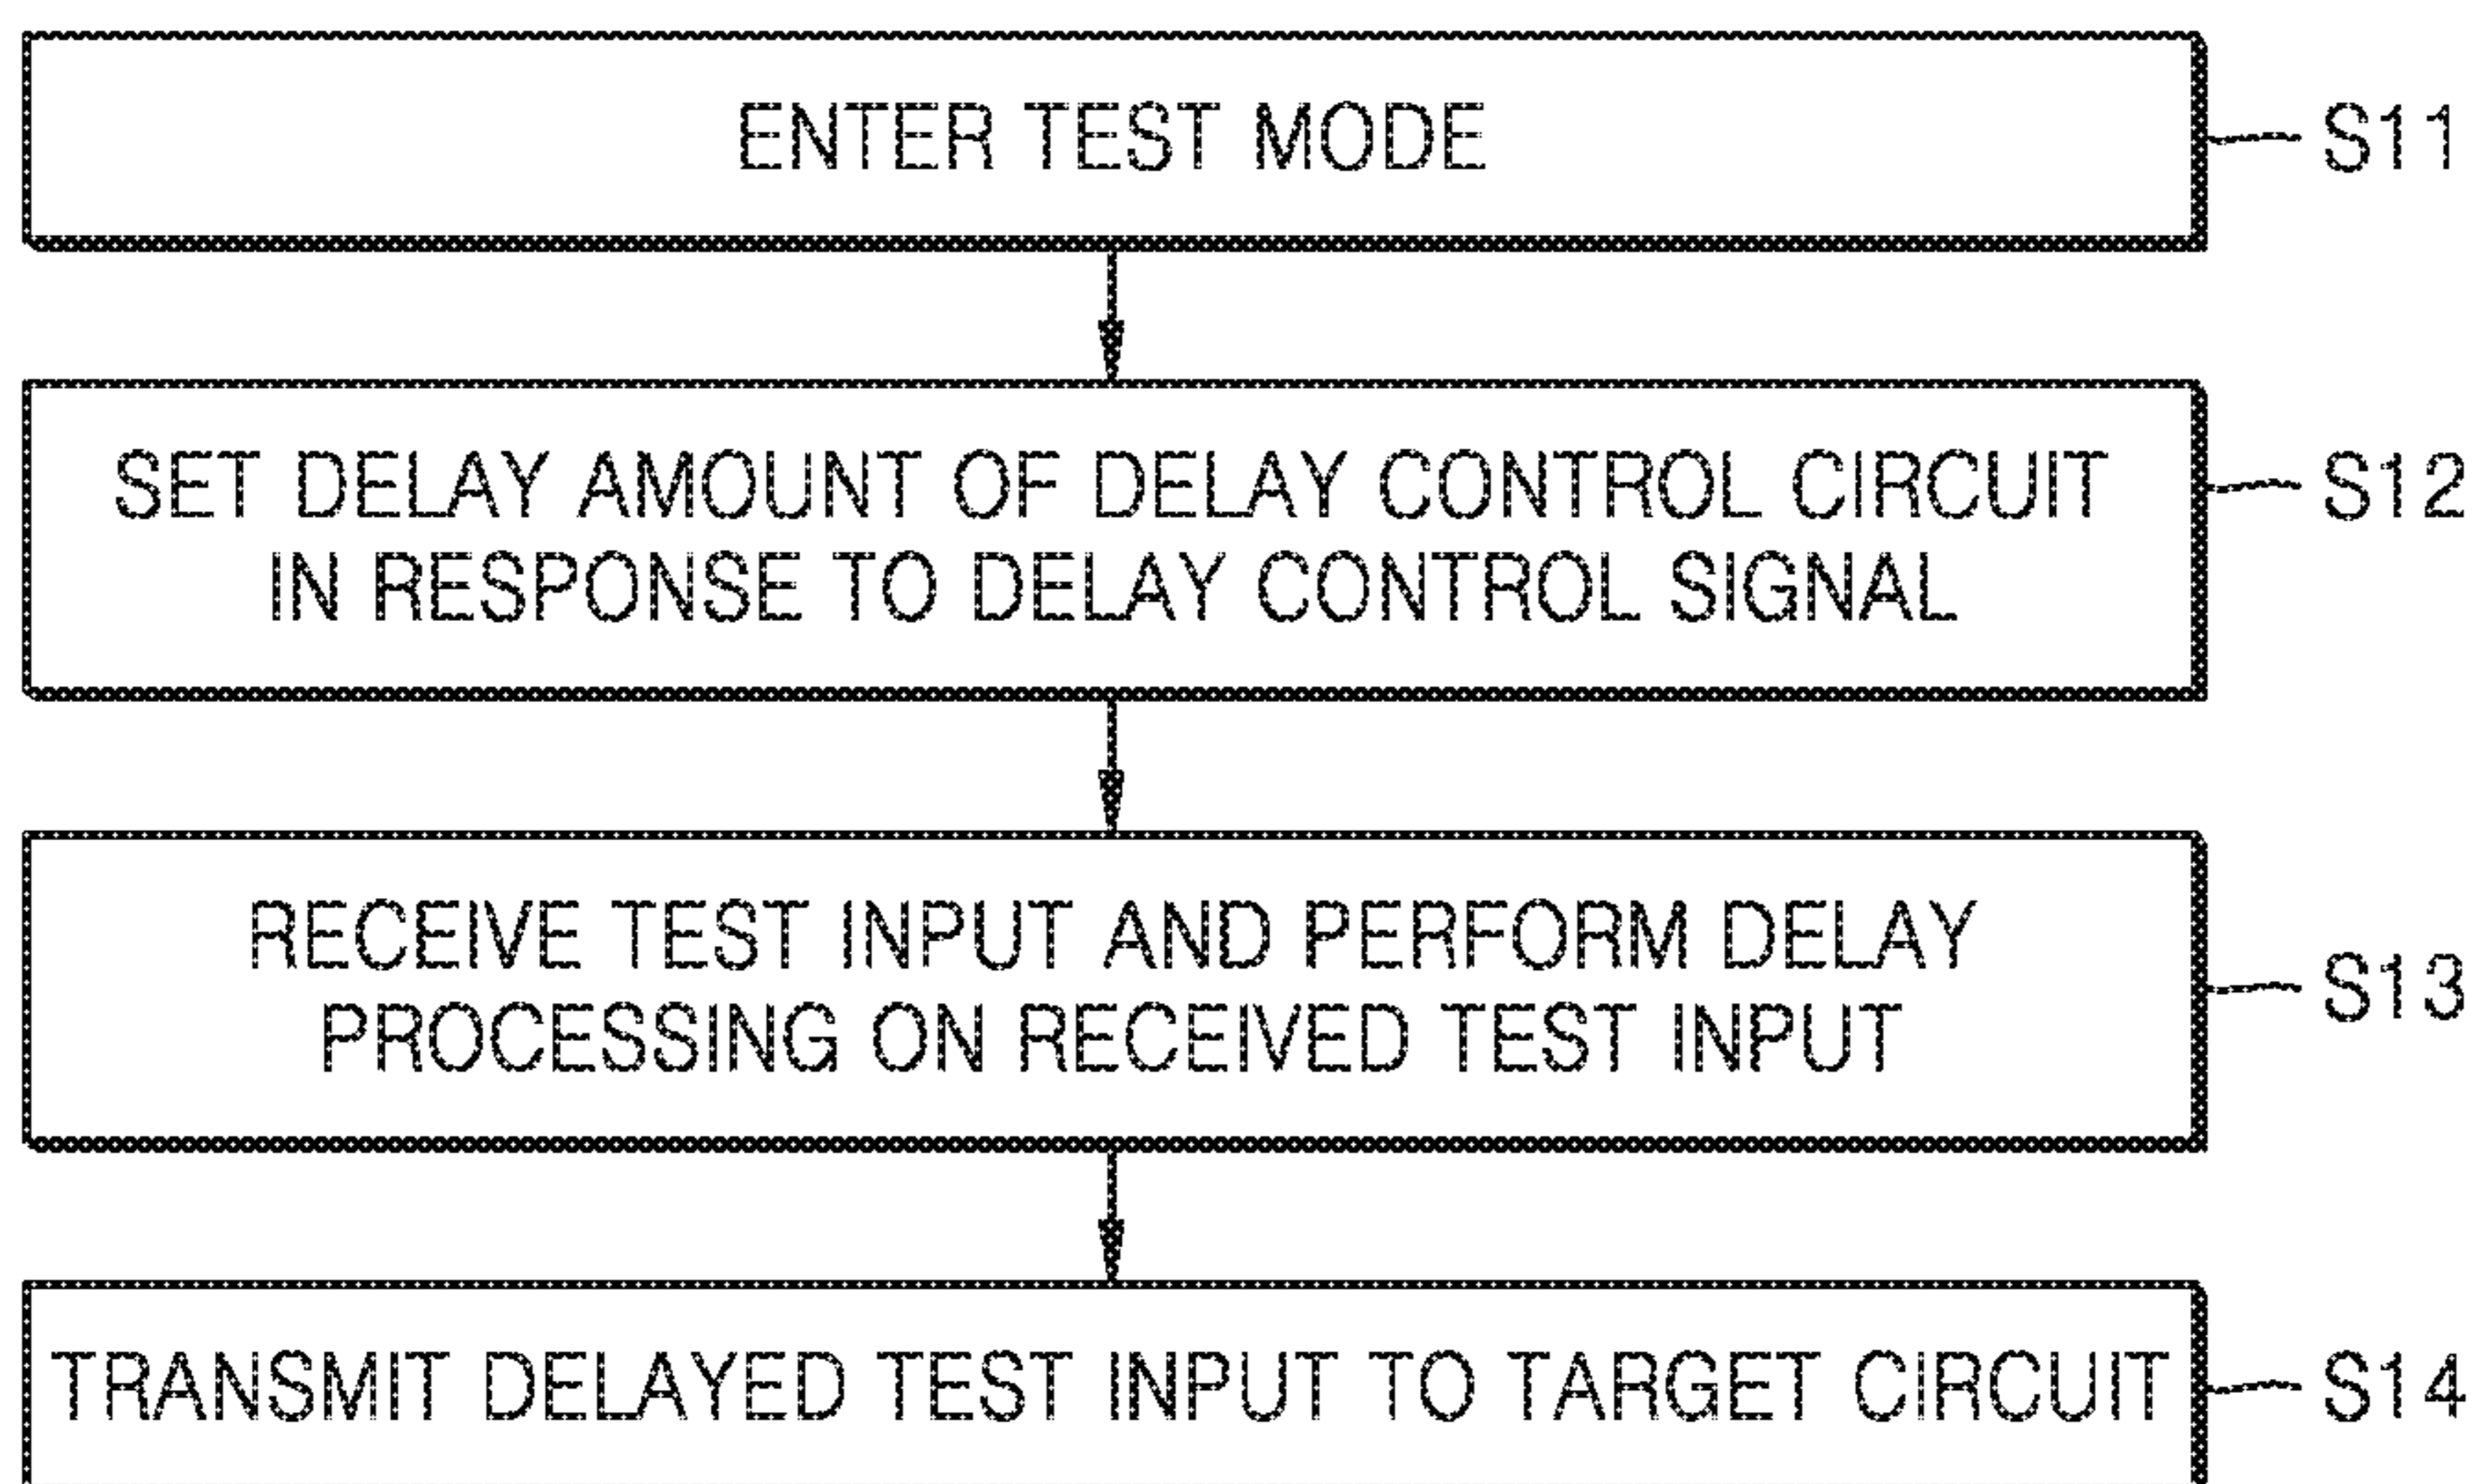 ENTER TEST MODE
S11
SET DELAY AMOUNT OF DELAY CONTROL CIRCUIT
IN RESPONSE TO DELAY CONTROL SIGNAL
S12
RECEIVE TEST INPUT AND PERFORM DELAY
PROCESSING ON RECEIVED TEST INPUT
S13
TRANSMIT DELAYED TEST INPUT TO TARGET CIRCUIT
S14